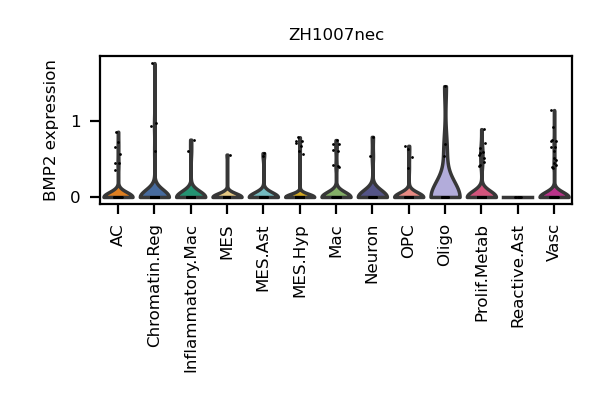 ZH1007nec
BMP2 expression
1
0
AC
Chromatin.Reg
Inflammatory.Mac
MES
MES.Ast
MES.Hyp
Mac
Neuron
OPC
Oligo
Prolif.Metab
Reactive.Ast
Vasc